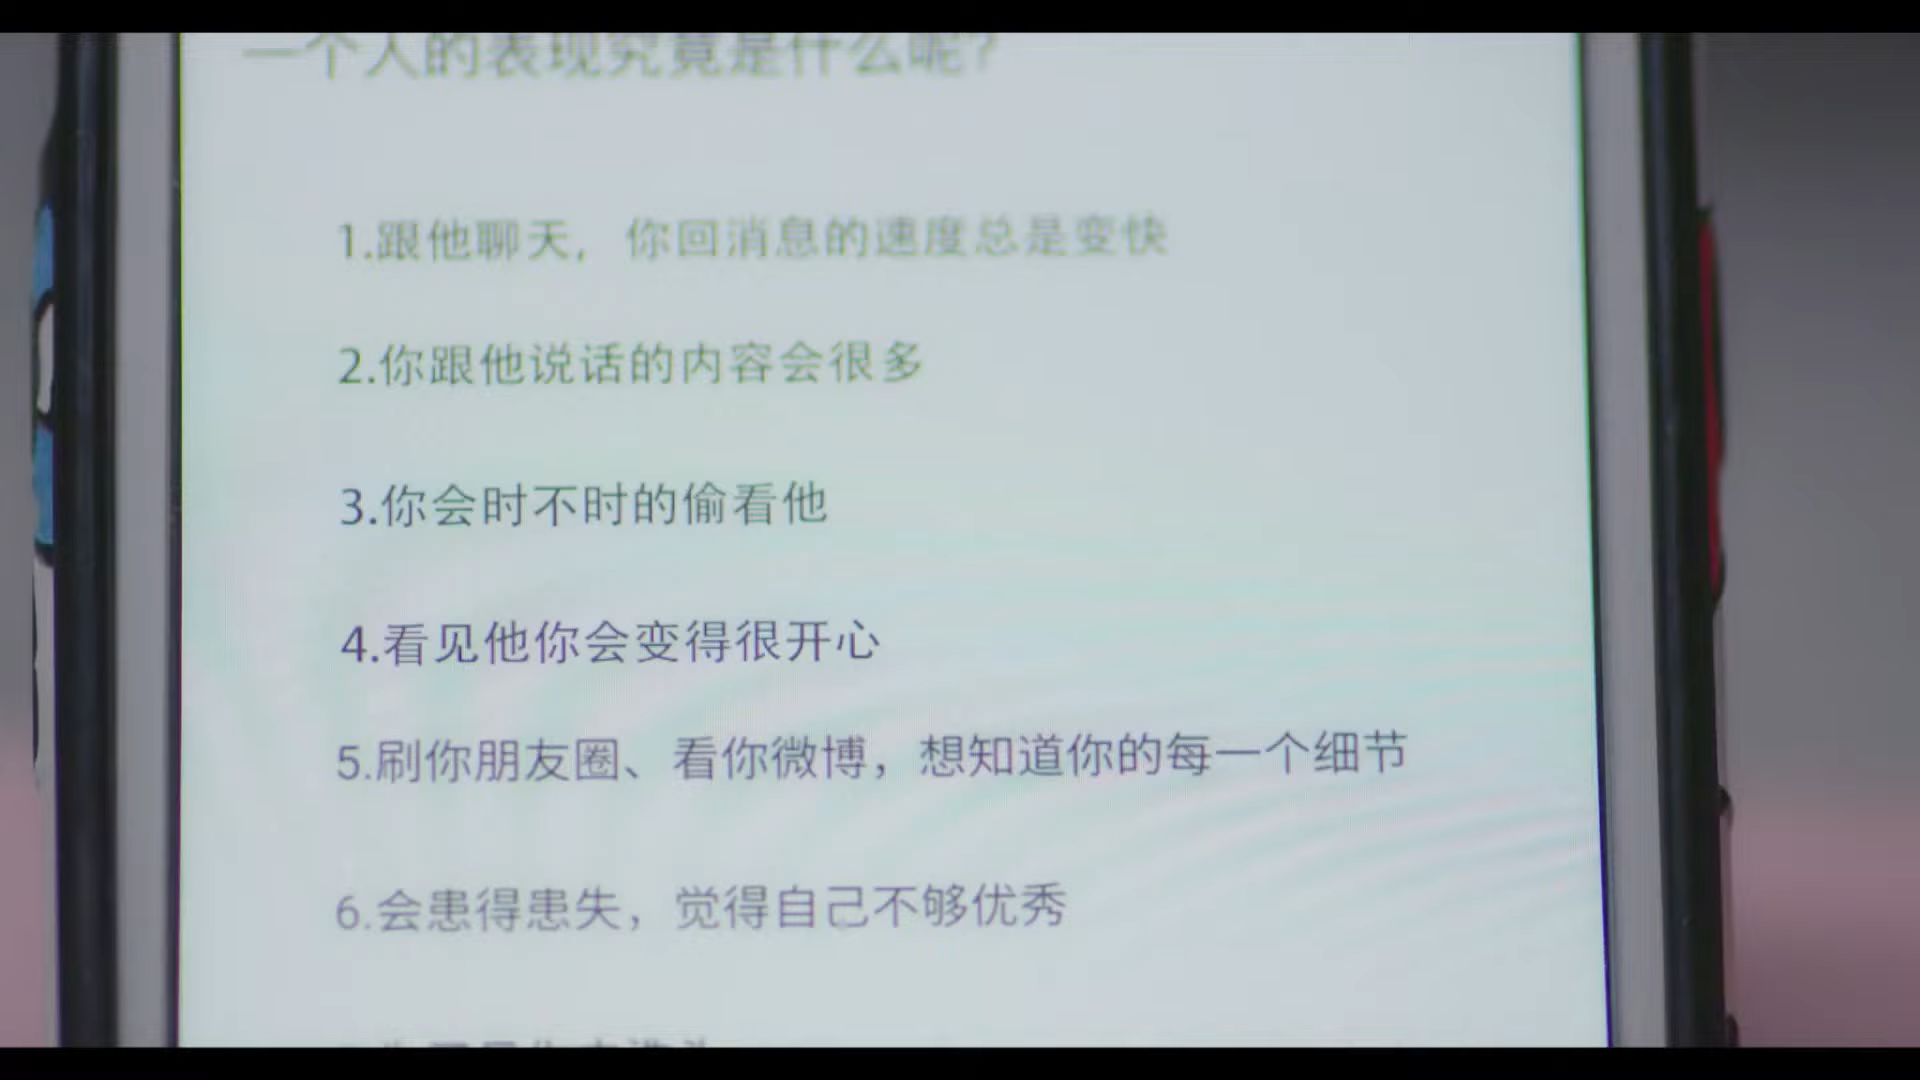 一个人的表现究竟是什么呢？
1.跟他聊天，你回消息的速度总是变快
2.你跟他说话的内容会很多
3.你会时不时的偷看他
4.看见他你会变得很开心
5.刷你朋友圈、看你微博，想知道你的每一个细节
6.会患得患失，觉得自己不够优秀